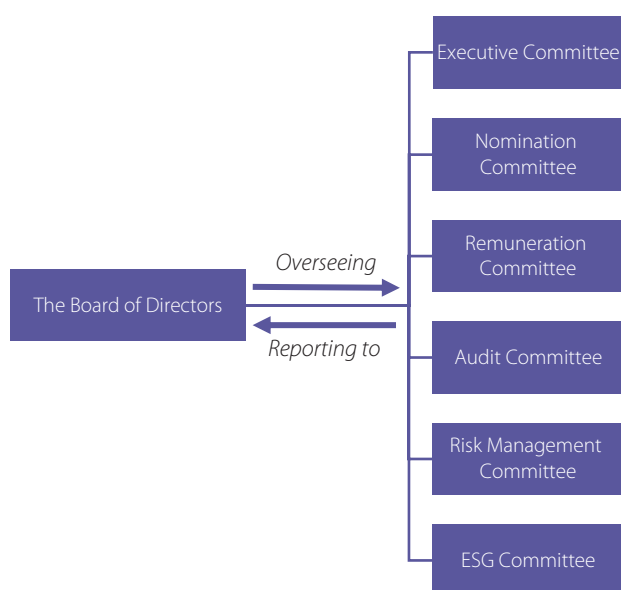 Executive Committee
Nomination
Committee
Remuneration
Committee
Overseeing
The Board of Directors
Reporting to
Audit Committee
Risk Management
Committee
ESG Committee